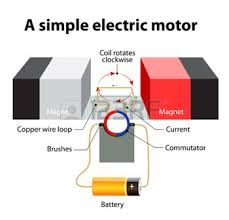 A simple electric motor
Coil rotates
clockwise
Magnet
Magnet
Copper wire loop
Current
Brushes
Commutator
Battery